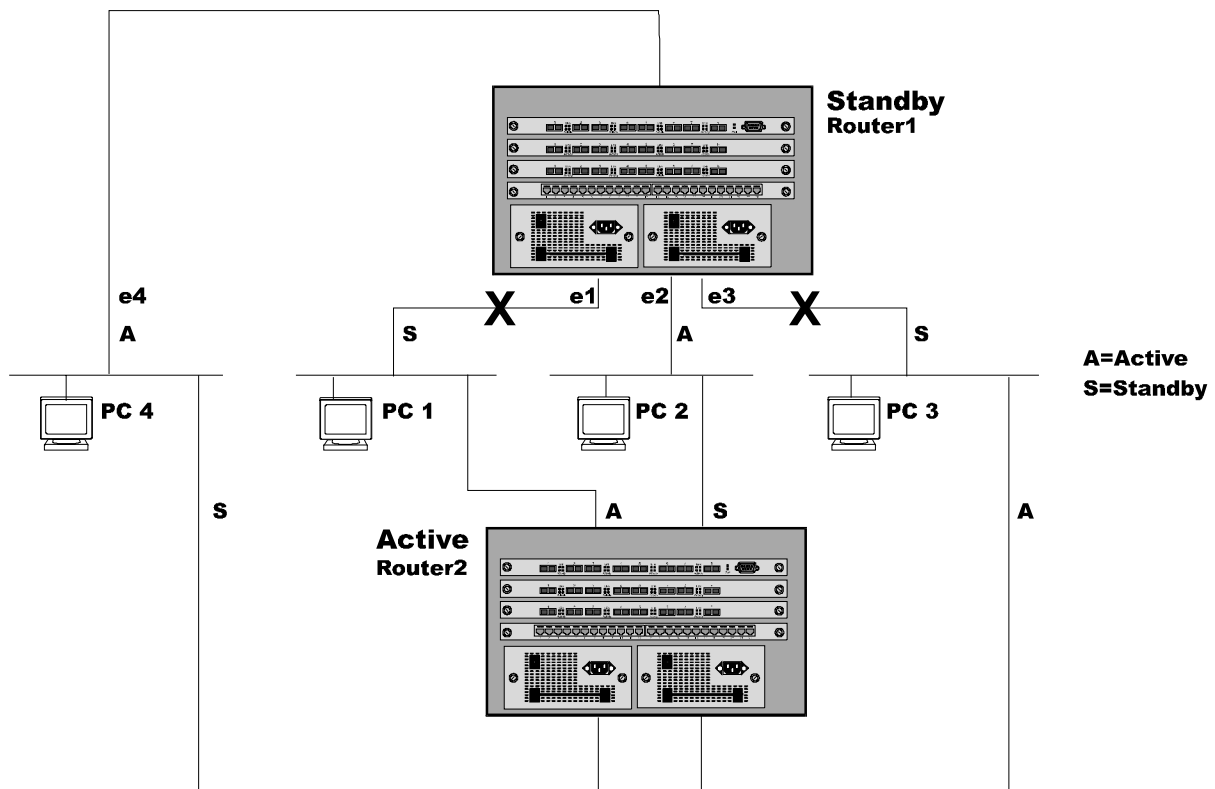 Standby
Router1
e4
e1
e2
e3
X
X
A
S
A
S
A=Active
S=Standby
PC 4
PC 1
PC 2
PC 3
S
A
S
A
Active
Router2